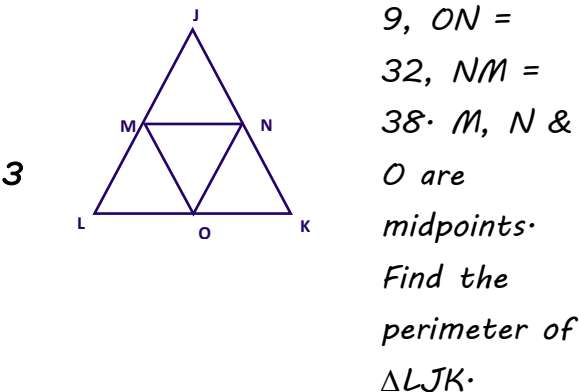 3
J
M
N
L
O
K
9, ON =
32, NM =
38. M, N &
O are
midpoints.
Find the
perimeter of
ΔLJK.